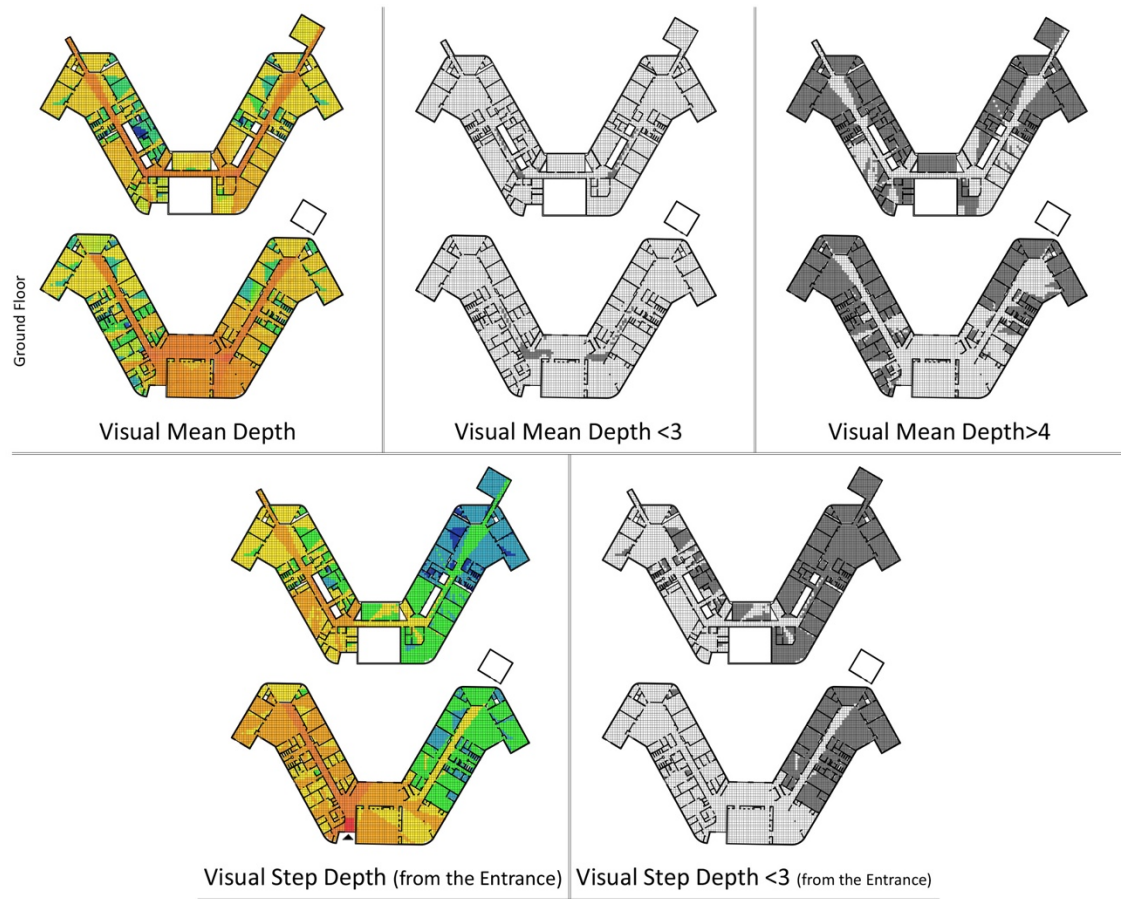 Ground Floor
Visual Mean Depth
Visual Mean Depth <3
Visual Mean Depth>4
Visual Step Depth (from the Entrance)
Visual Step Depth <3 (from the Entrance)